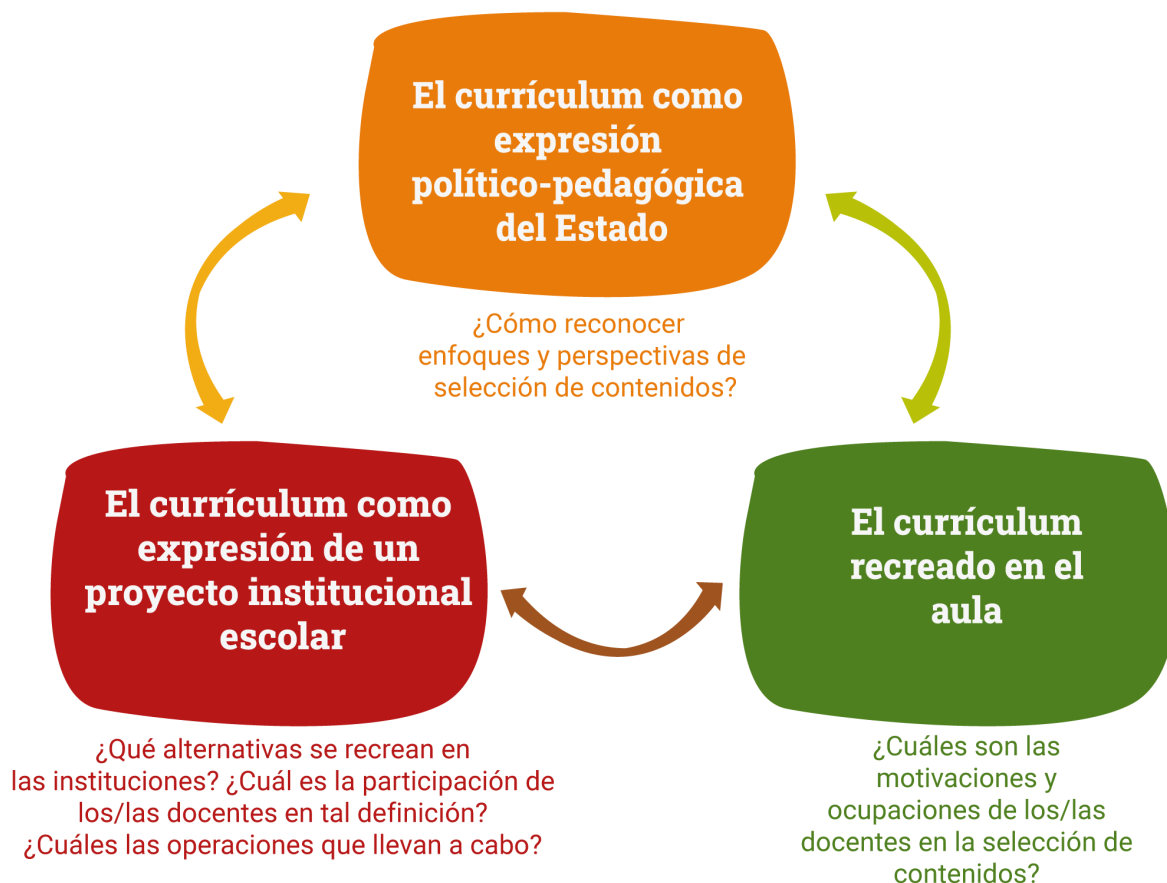 El currículum como
expresión
político-pedagógica
del Estado
¿Cómo reconocer
enfoques y perspectivas de
selección de contenidos?
El currículum como
expresión de un
proyecto institucional
escolar
¿Qué alternativas se recrean en
las instituciones? ¿Cuál es la participación de
los/las docentes en tal definición?
¿Cuáles las operaciones que llevan a cabo?
El currículum
recreado en el
aula
¿Cuáles son las
motivaciones y
ocupaciones de los/las
docentes en la selección de
contenidos?